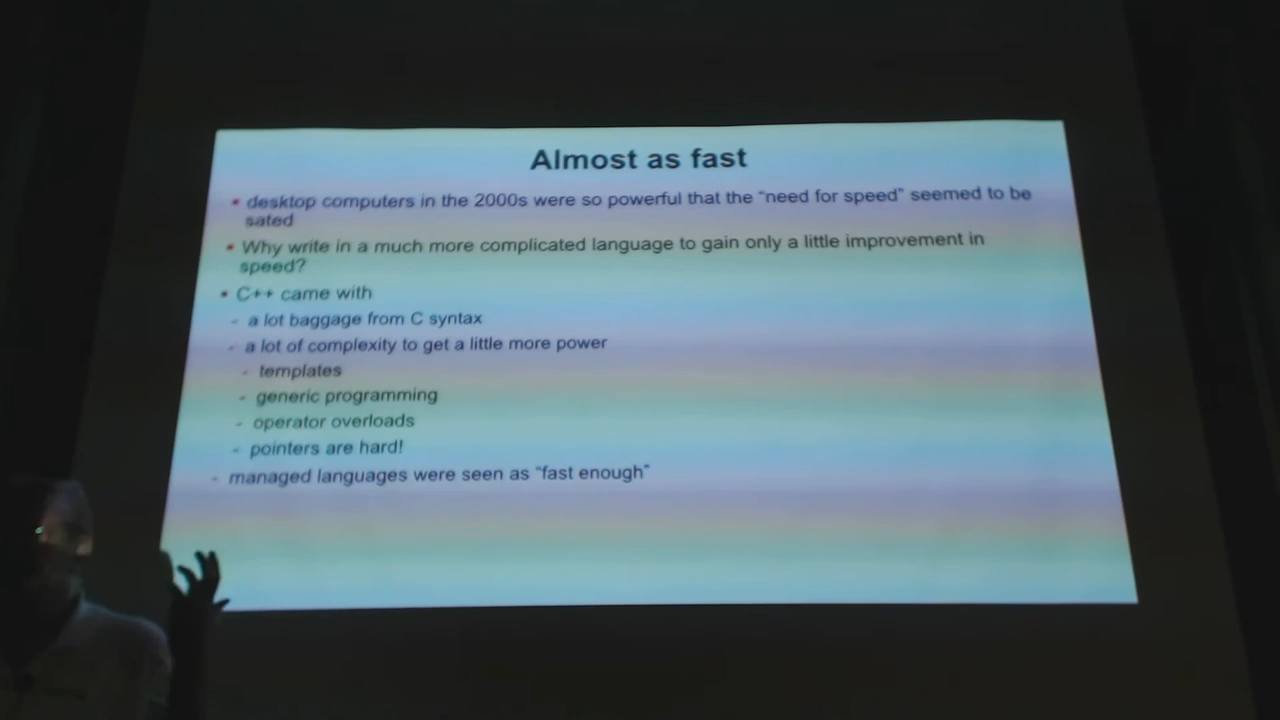 Almost as fast
• desktop computers in the 2000s were so powerful that the “need for speed” seemed to be
sated
• Why write in a much more complicated language to gain only a little improvement in
speed?
• C++ came with
- a lot baggage from C syntax
- a lot of complexity to get a little more power
- templates
- generic programming
- operator overloads
- pointers are hard!
- managed languages were seen as “fast enough”